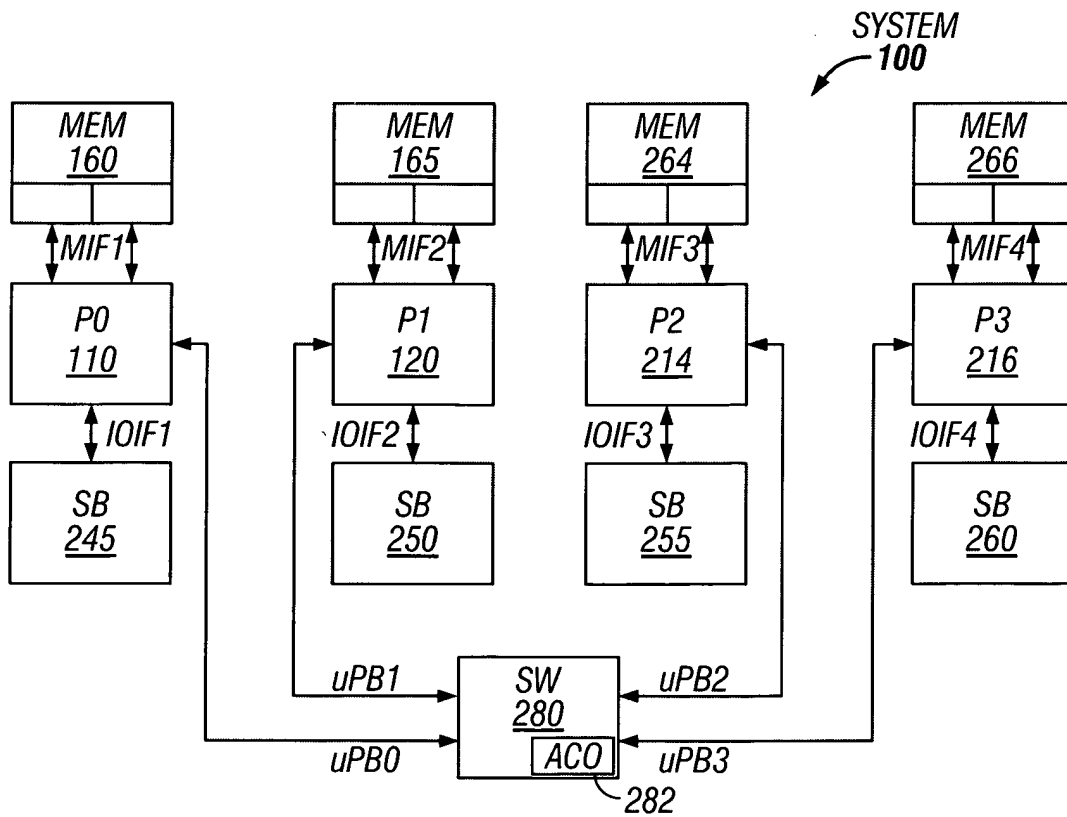 SYSTEM
100
MEM
160
MEM
165
MEM
264
MEM
266
MIF1
MIF2
MIF3
MIF4
P0
110
P1
120
P2
214
P3
216
IOIF1
IOIF2
IOIF3
IOIF4
SB
245
SB
250
SB
255
SB
260
uPB1
SW
280
uPB2
uPB0
ACO
uPB3
282